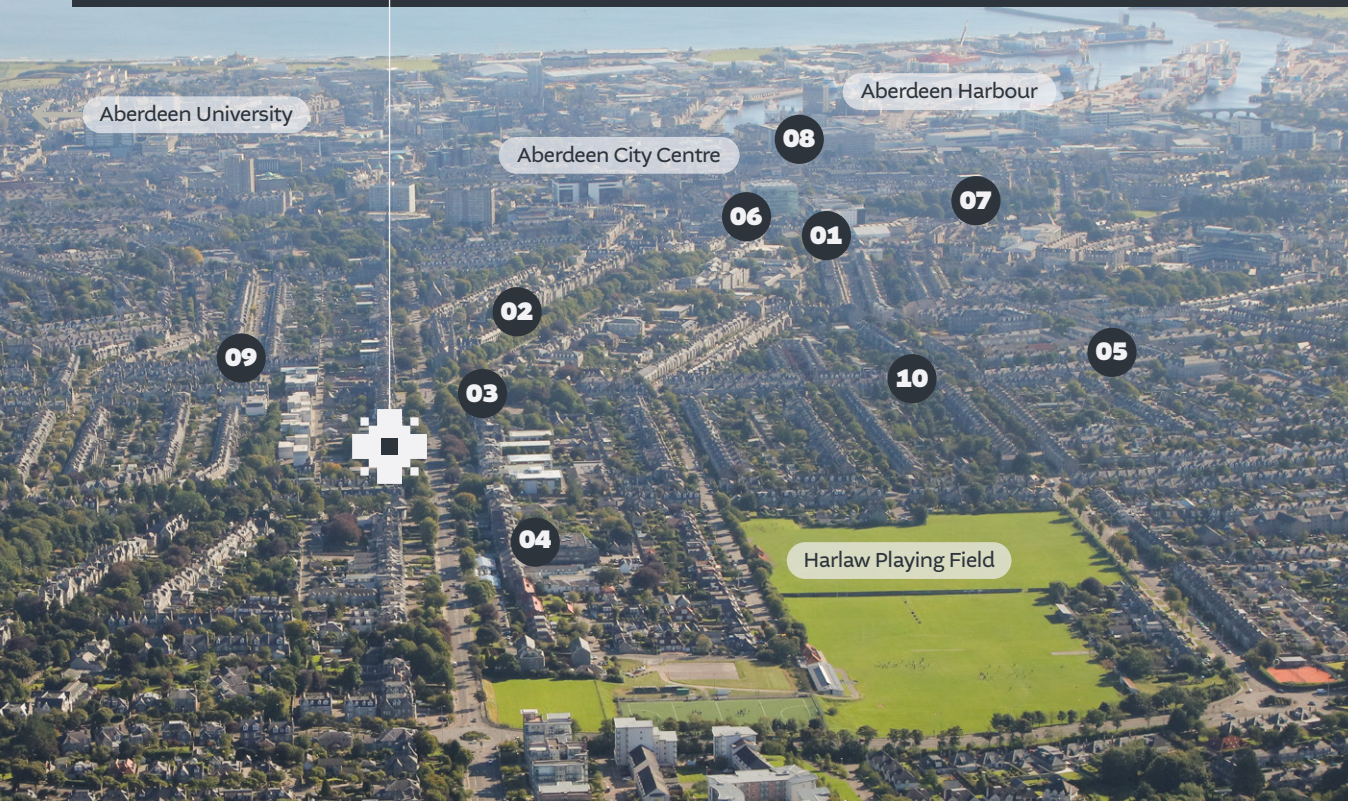 Aberdeen Harbour
Aberdeen University
08
Aberdeen City Centre
07
06
01
02
05
09
10
03
04
Harlaw Playing Field